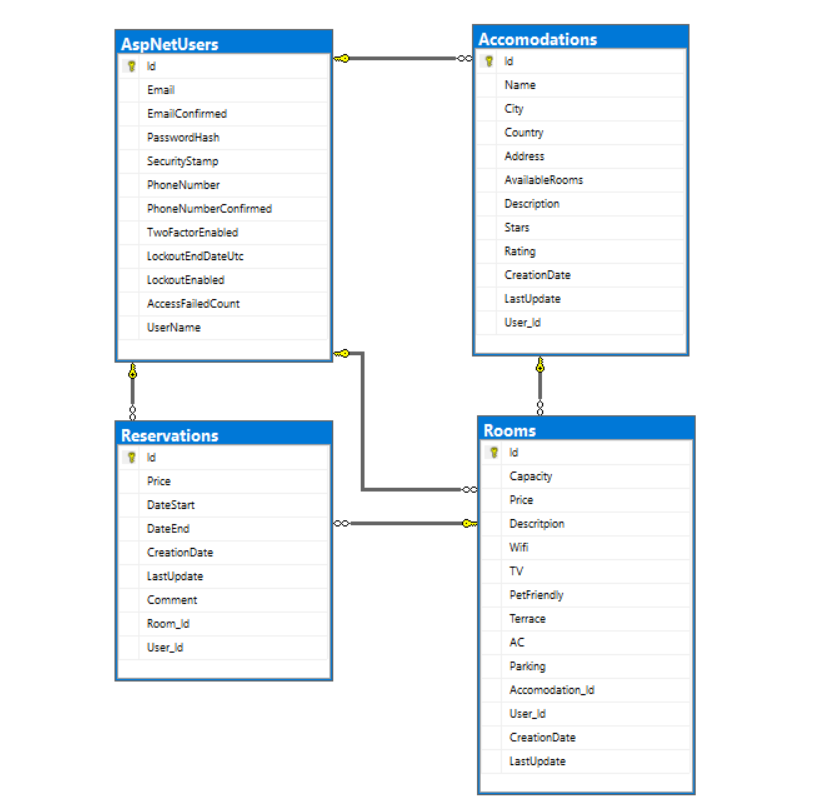 AspNetUsers
Id
Email
EmailConfirmed
PasswordHash
SecurityStamp
PhoneNumber
PhoneNumberConfirmed
TwoFactorEnabled
LockoutEndDateUtc
LockoutEnabled
AccessFailedCount
UserName
Accomodations
Id
Name
City
Country
Address
AvailableRooms
Description
Stars
Rating
CreationDate
LastUpdate
User_Id
Reservations
Id
Price
DateStart
DateEnd
CreationDate
LastUpdate
Comment
Room_Id
User_Id
Rooms
Id
Capacity
Price
Descritpion
Wifi
TV
PetFriendly
Terrace
AC
Parking
Accomodation_Id
User_Id
CreationDate
LastUpdate